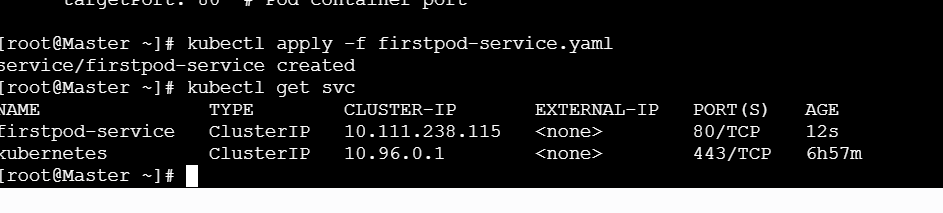 targetPort: 80  # Pod container port
[root@Master ~]# kubectl apply -f firstpod-service.yaml
service/firstpod-service created
[root@Master ~]# kubectl get svc
NAME               TYPE        CLUSTER-IP       EXTERNAL-IP   PORT(S)   AGE
firstpod-service   ClusterIP   10.111.238.115   <none>        80/TCP    12s
kubernetes         ClusterIP   10.96.0.1        <none>        443/TCP   6h57m
[root@Master ~]#